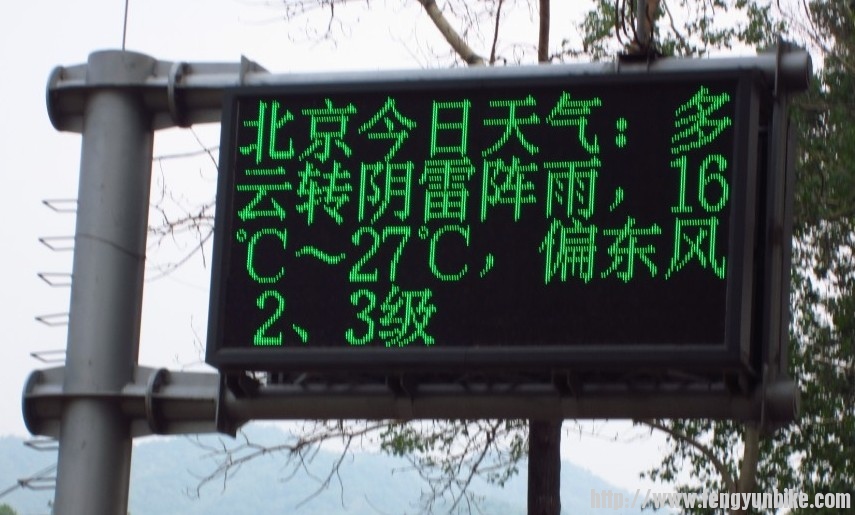 北京今日天气：多
云转阴雷阵雨，16
℃～27℃，偏东风
2、3级
http://www.fengyunbike.com